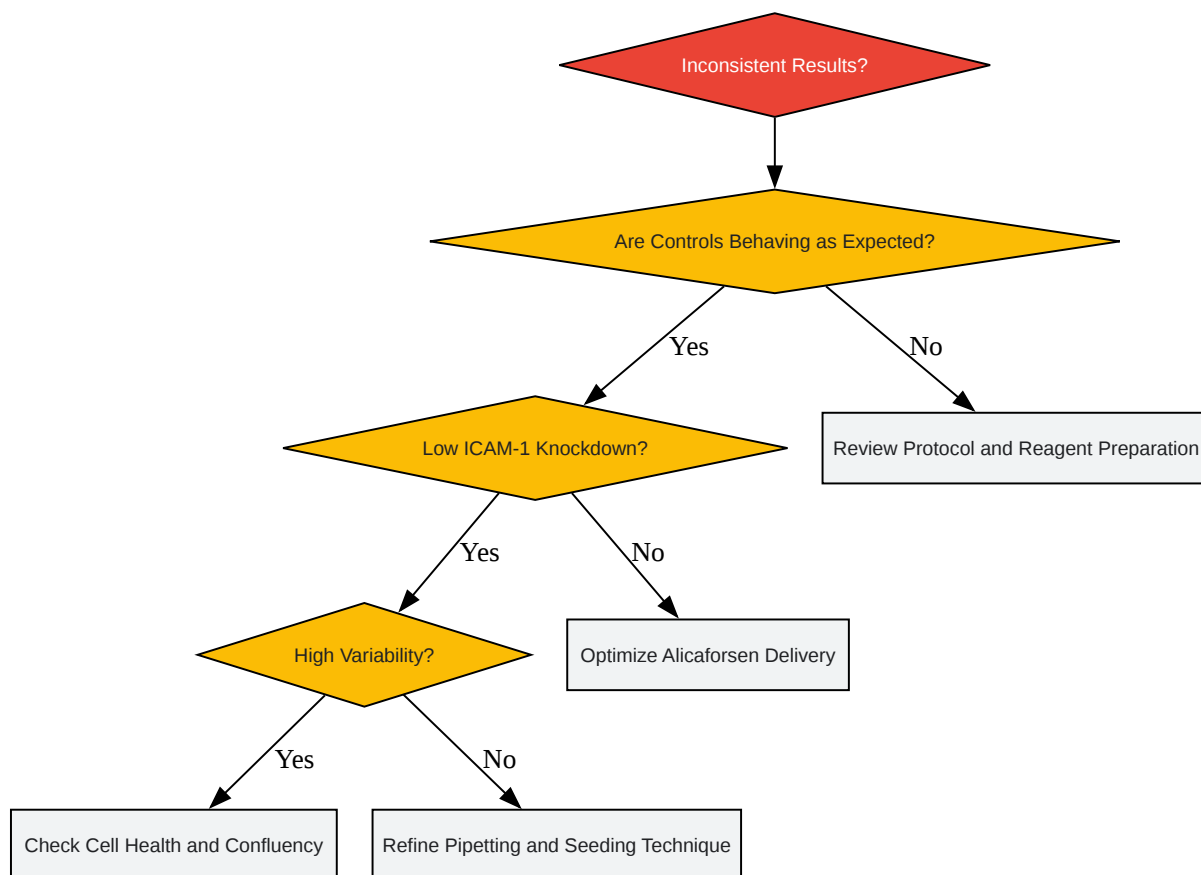 Inconsistent Results?
Are Controls Behaving as Expected?
Yes
No
Low ICAM-1 Knockdown?
Review Protocol and Reagent Preparation
Yes
No
High Variability?
Optimize Alicaforsen Delivery
Yes
No
Check Cell Health and Confluency
Refine Pipetting and Seeding Technique